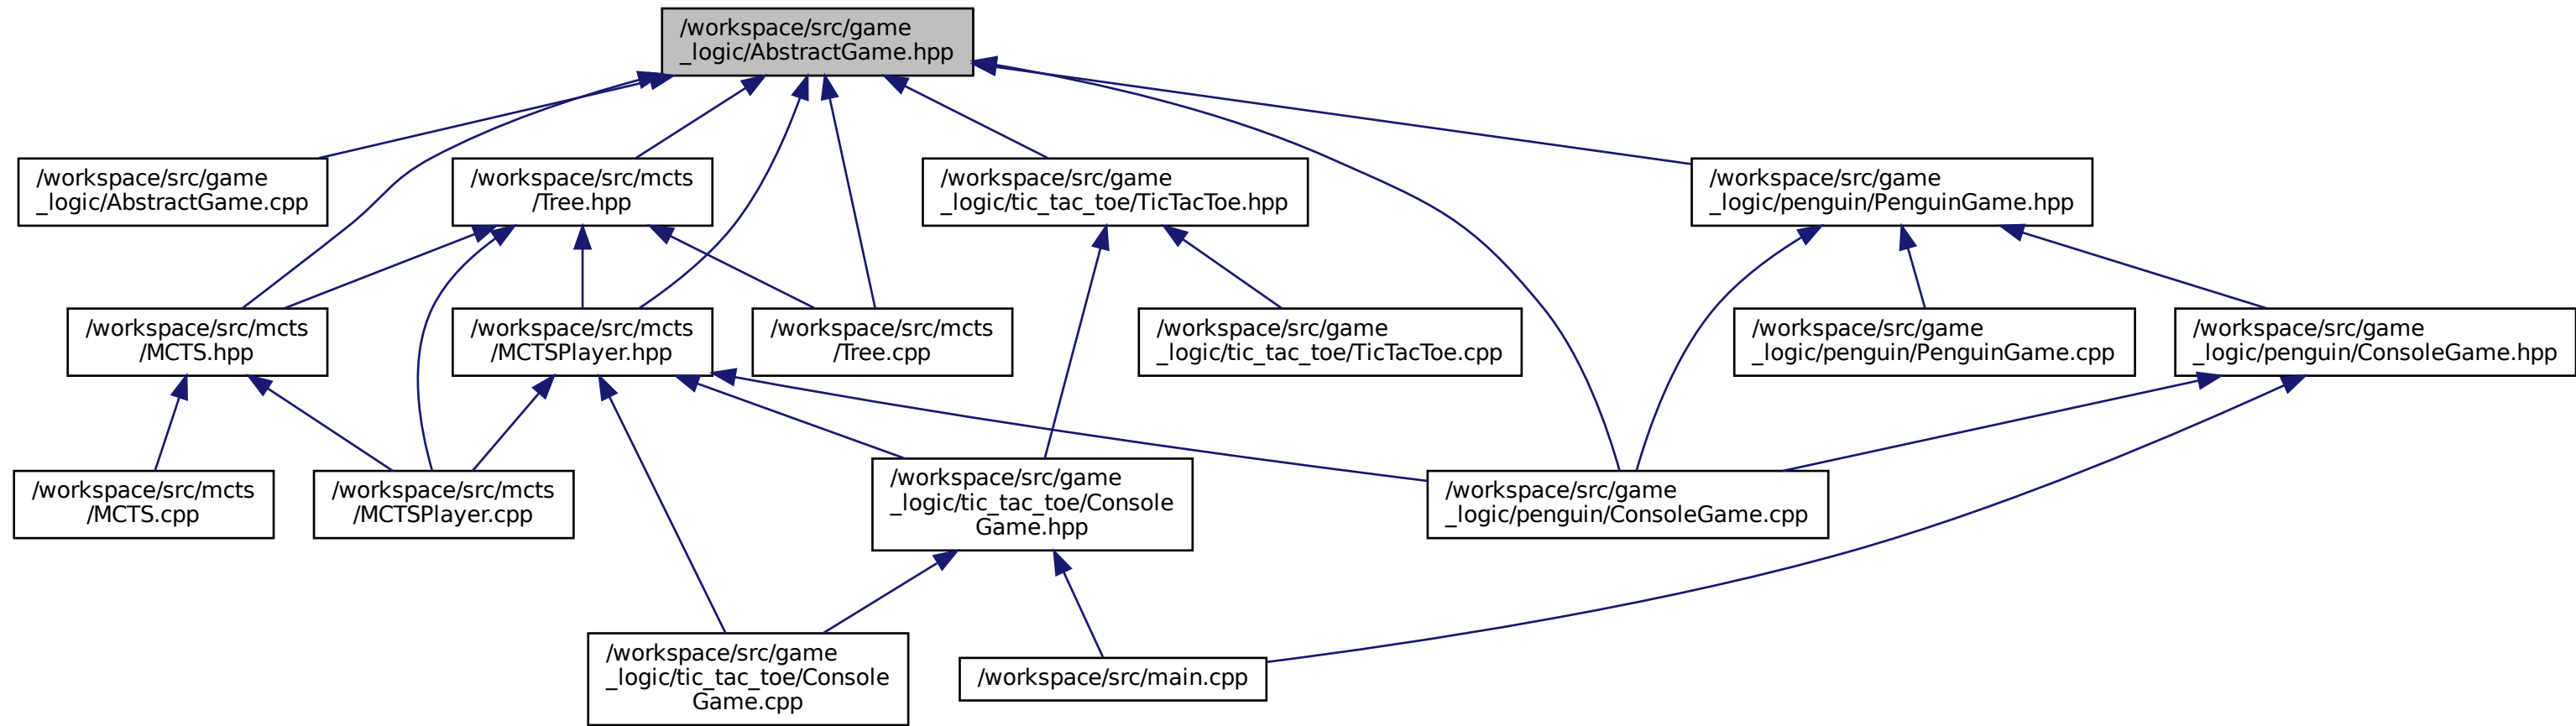 /workspace/src/game
_logic/AbstractGame.hpp
/workspace/src/game
_logic/AbstractGame.cpp
/workspace/src/mcts
/Tree.hpp
/workspace/src/game
_logic/tic_tac_toe/TicTacToe.hpp
/workspace/src/game
_logic/penguin/PenguinGame.hpp
/workspace/src/mcts
/MCTS.hpp
/workspace/src/mcts
/MCTSPlayer.hpp
/workspace/src/mcts
/Tree.cpp
/workspace/src/game
_logic/tic_tac_toe/TicTacToe.cpp
/workspace/src/game
_logic/penguin/PenguinGame.cpp
/workspace/src/game
_logic/penguin/ConsoleGame.hpp
/workspace/src/mcts
/MCTS.cpp
/workspace/src/mcts
/MCTSPlayer.cpp
/workspace/src/game
_logic/tic_tac_toe/Console
Game.hpp
/workspace/src/game
_logic/penguin/ConsoleGame.cpp
/workspace/src/game
_logic/tic_tac_toe/Console
Game.cpp
/workspace/src/main.cpp